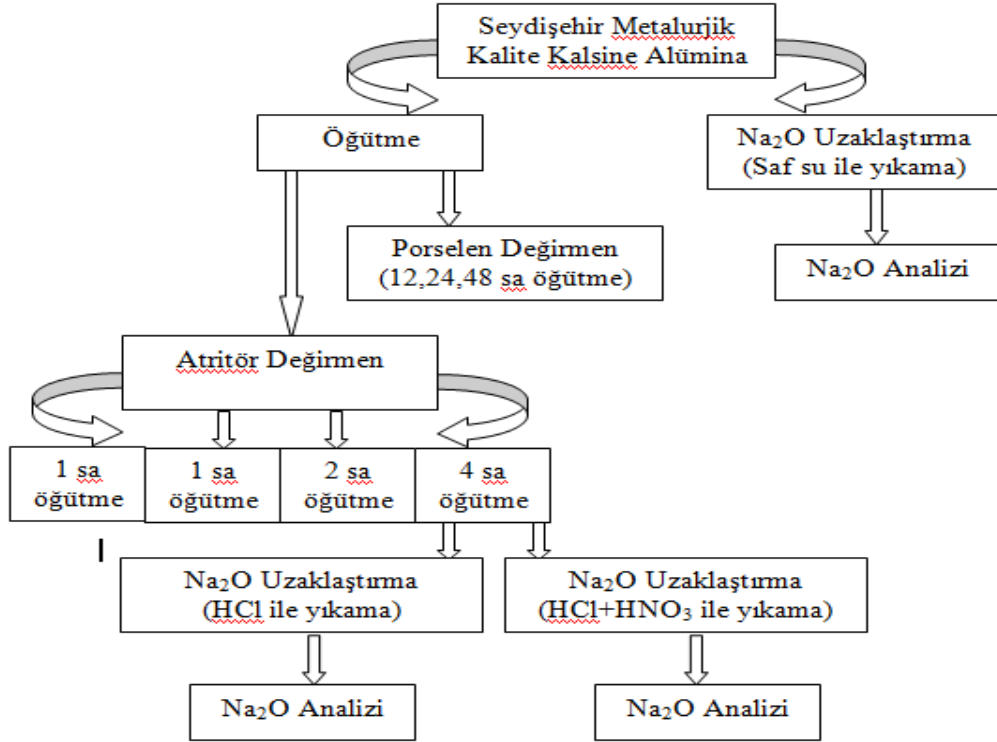 Seydişehir Metalurjik
Kalite Kalsine Alümina
Öğütme
Na₂O Uzaklaştırma
(Saf su ile yıkama)
Porselen Değirmen
(12,24,48 sa öğütme)
Na₂O Analizi
Atritör Değirmen
1 sa
öğütme
1 sa
öğütme
2 sa
öğütme
4 sa
öğütme
Na₂O Uzaklaştırma
(HCl ile yıkama)
Na₂O Uzaklaştırma
(HCl+HNO₃ ile yıkama)
Na₂O Analizi
Na₂O Analizi